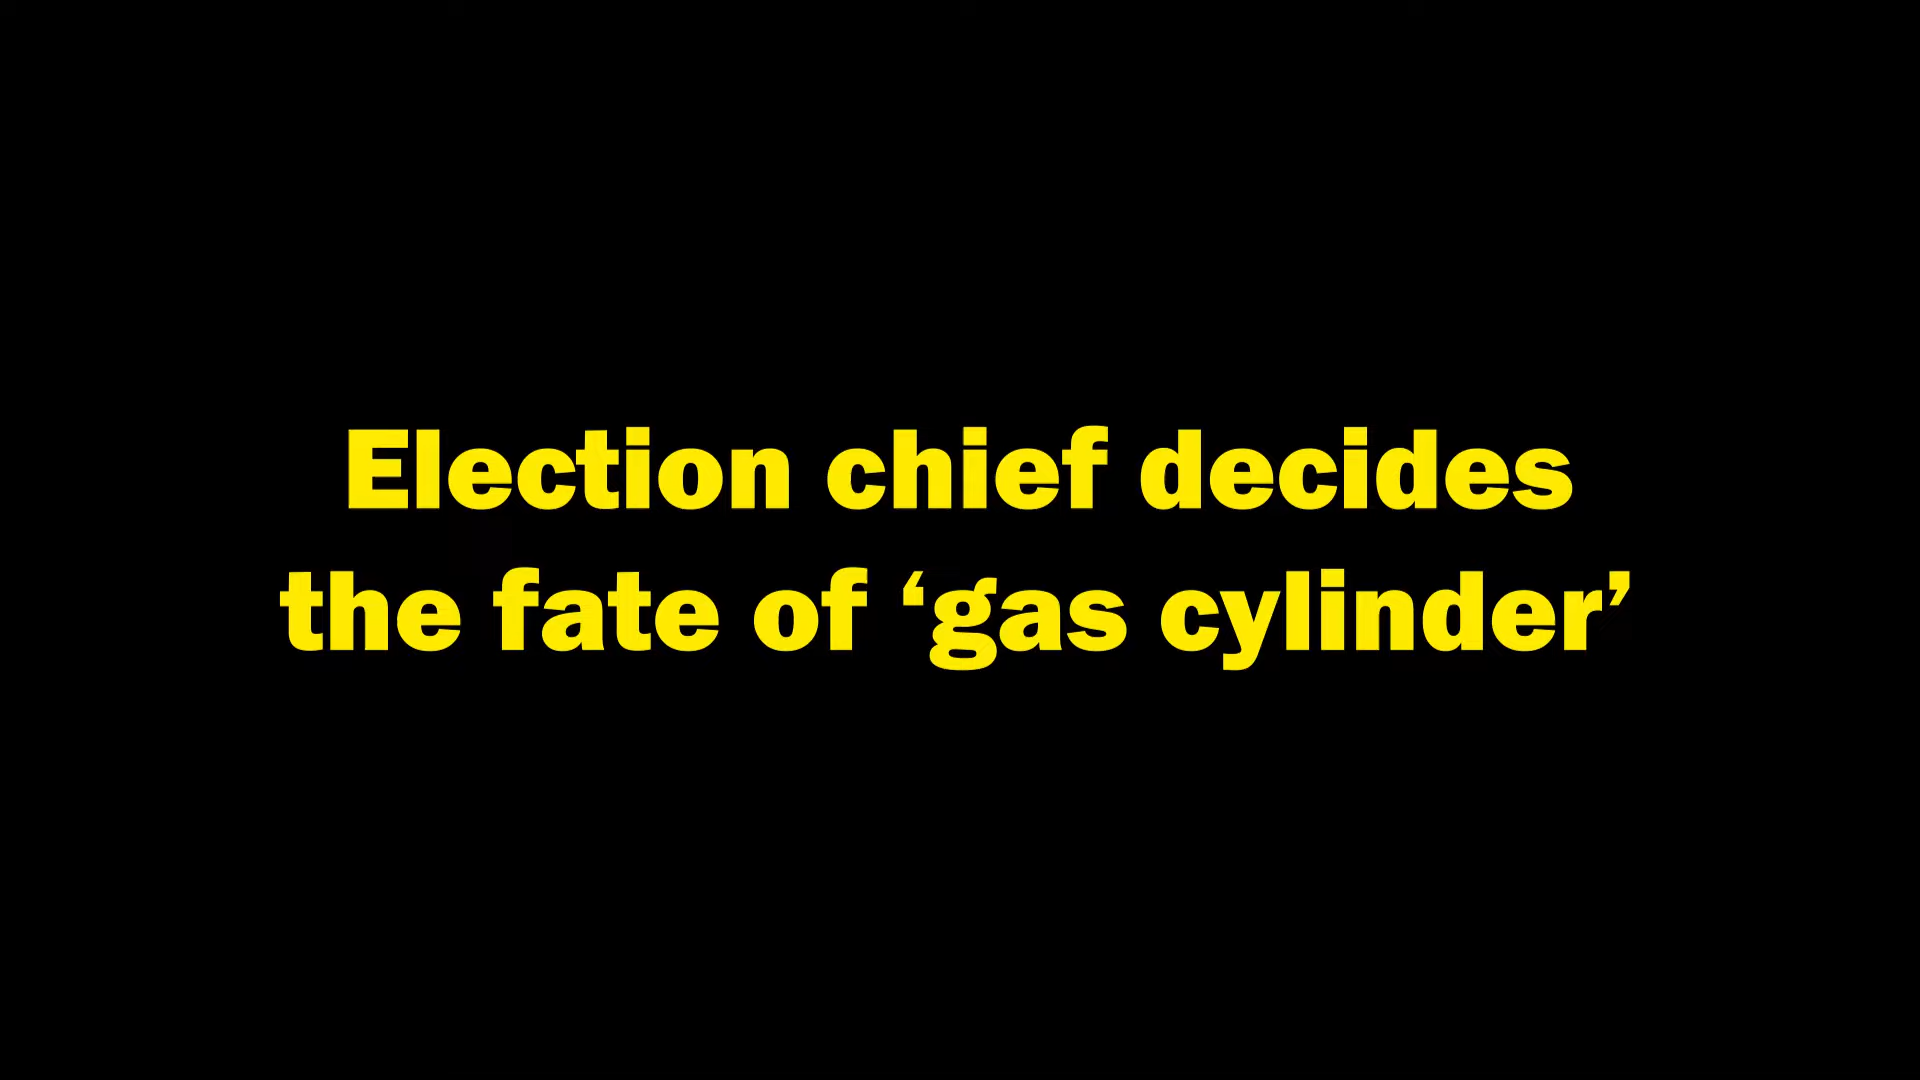 Election chief decides
the fate of ‘gas cylinder’